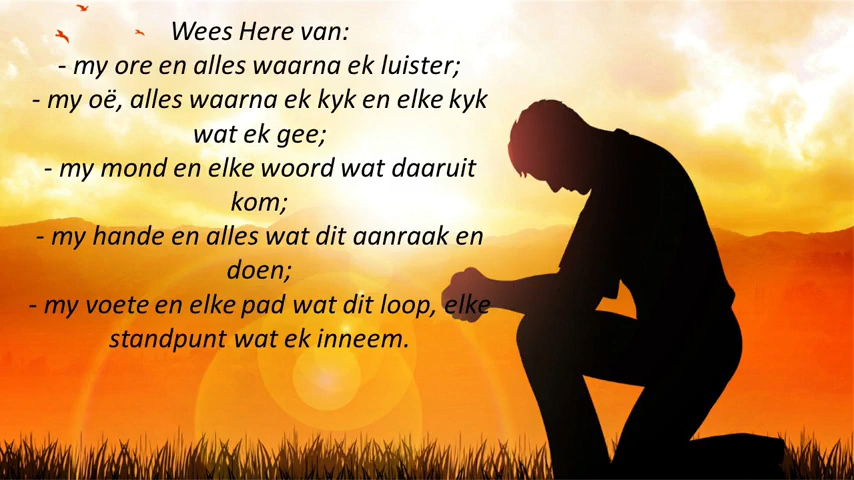 Wees Here van:
- my ore en alles waarna ek luister;
- my oë, alles waarna ek kyk en elke kyk
wat ek gee;
- my mond en elke woord wat daaruit
kom;
- my hande en alles wat dit aanraak en
doen;
- my voete en elke pad wat dit loop, elke
standpunt wat ek inneem.